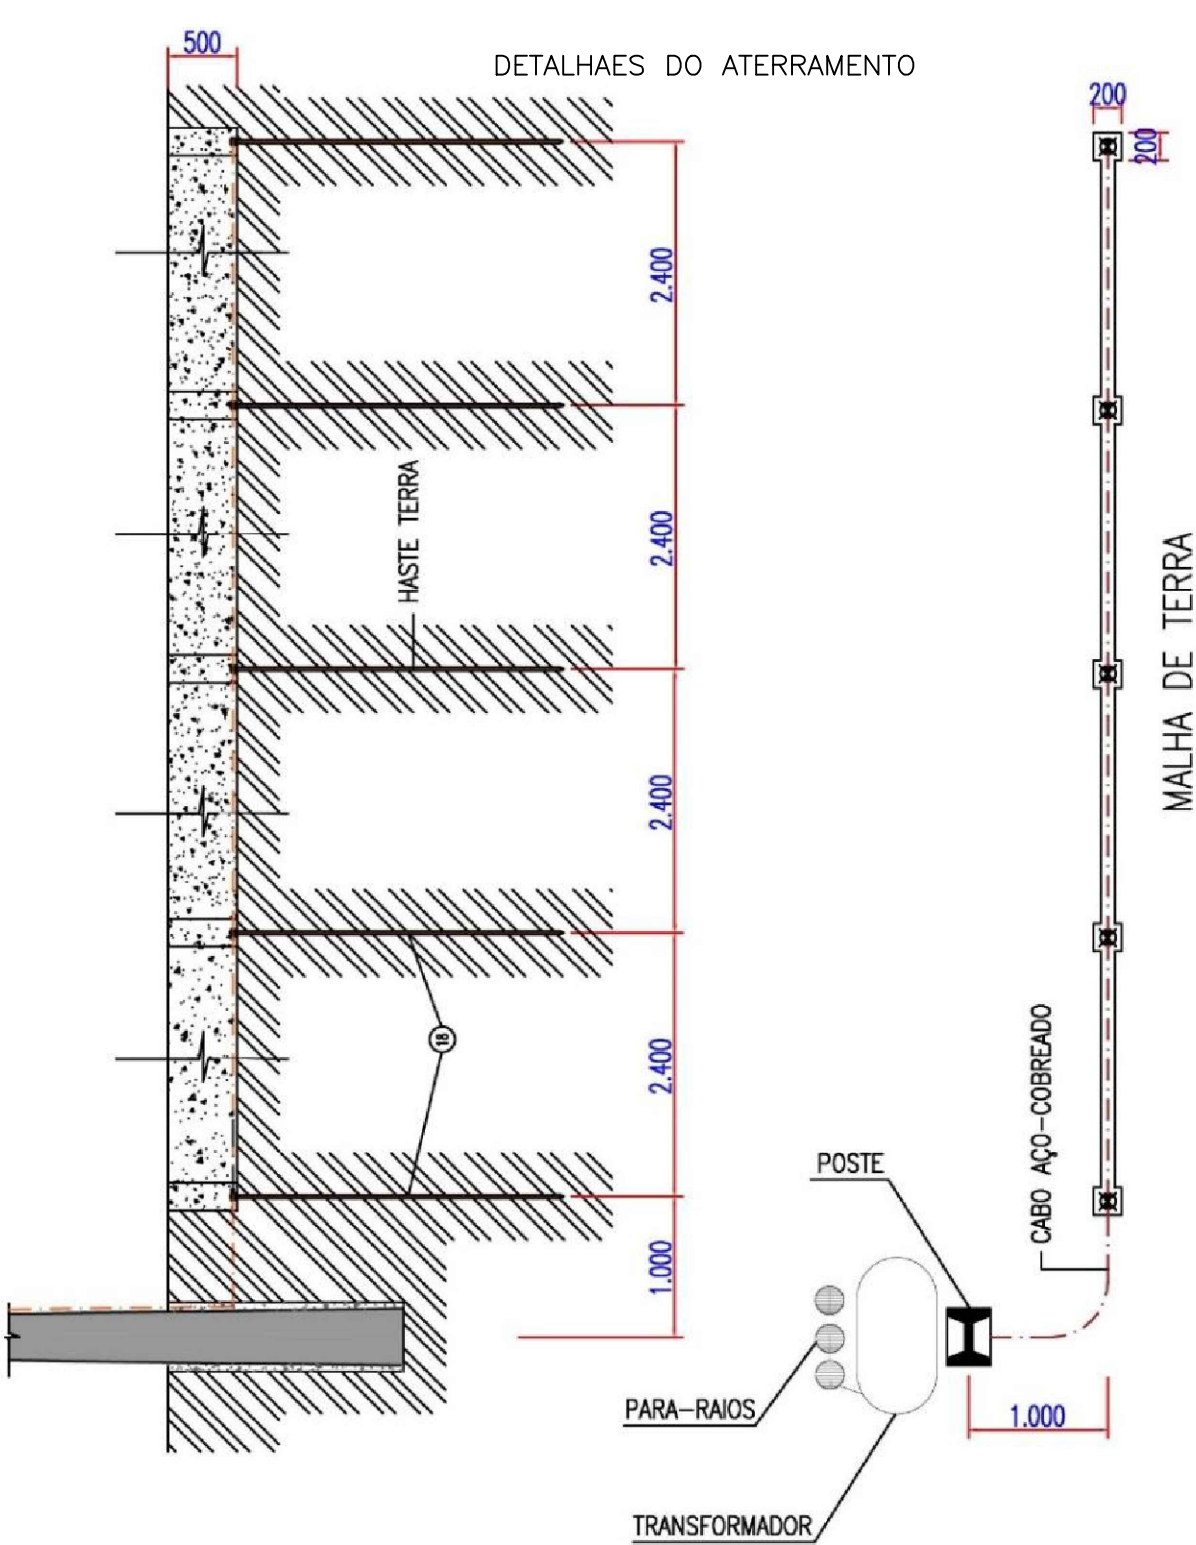 500
DETALHAES DO ATERRAMENTO
200
200
2.400
HASTE TERRA
2.400
MALHA DE TERRA
2.400
18
2.400
CABO AÇO-COBREADO
POSTE
1.000
PARA-RAIOS
1.000
TRANSFORMADOR